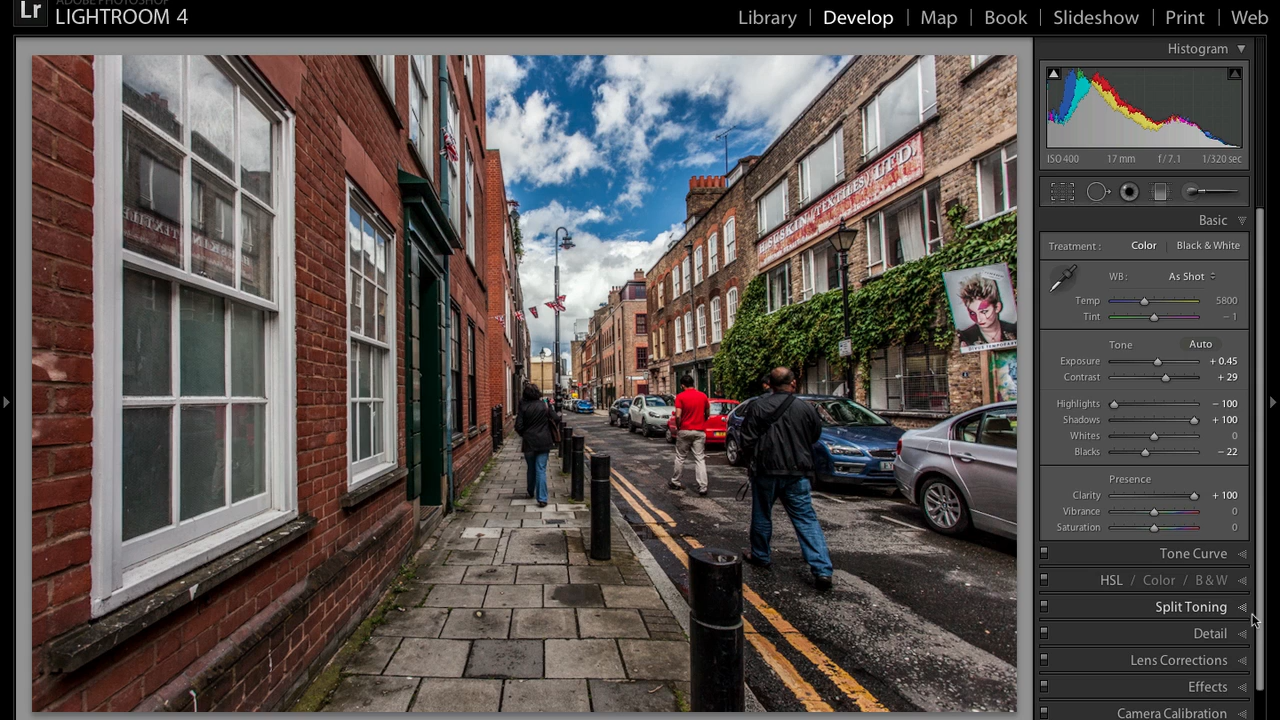 Lr
ADOBE PHOTOSHOP
LIGHTROOM 4
Library | Develop | Map | Book | Slideshow | Print | Web
Histogram
ISO 400 17 mm f / 7.1 1/320 sec
Basic
Treatment : Color Black & White
WB: As Shot
Temp 5800
Tint − 1
Tone Auto
Exposure + 0.45
Contrast + 29
Highlights − 100
Shadows + 100
Whites 0
Blacks − 22
Presence
Clarity + 100
Vibrance 0
Saturation 0
Tone Curve
HSL / Color / B & W
Split Toning
Detail
Lens Corrections
Effects
Camera Calibration
(TEXTILES) LTD.